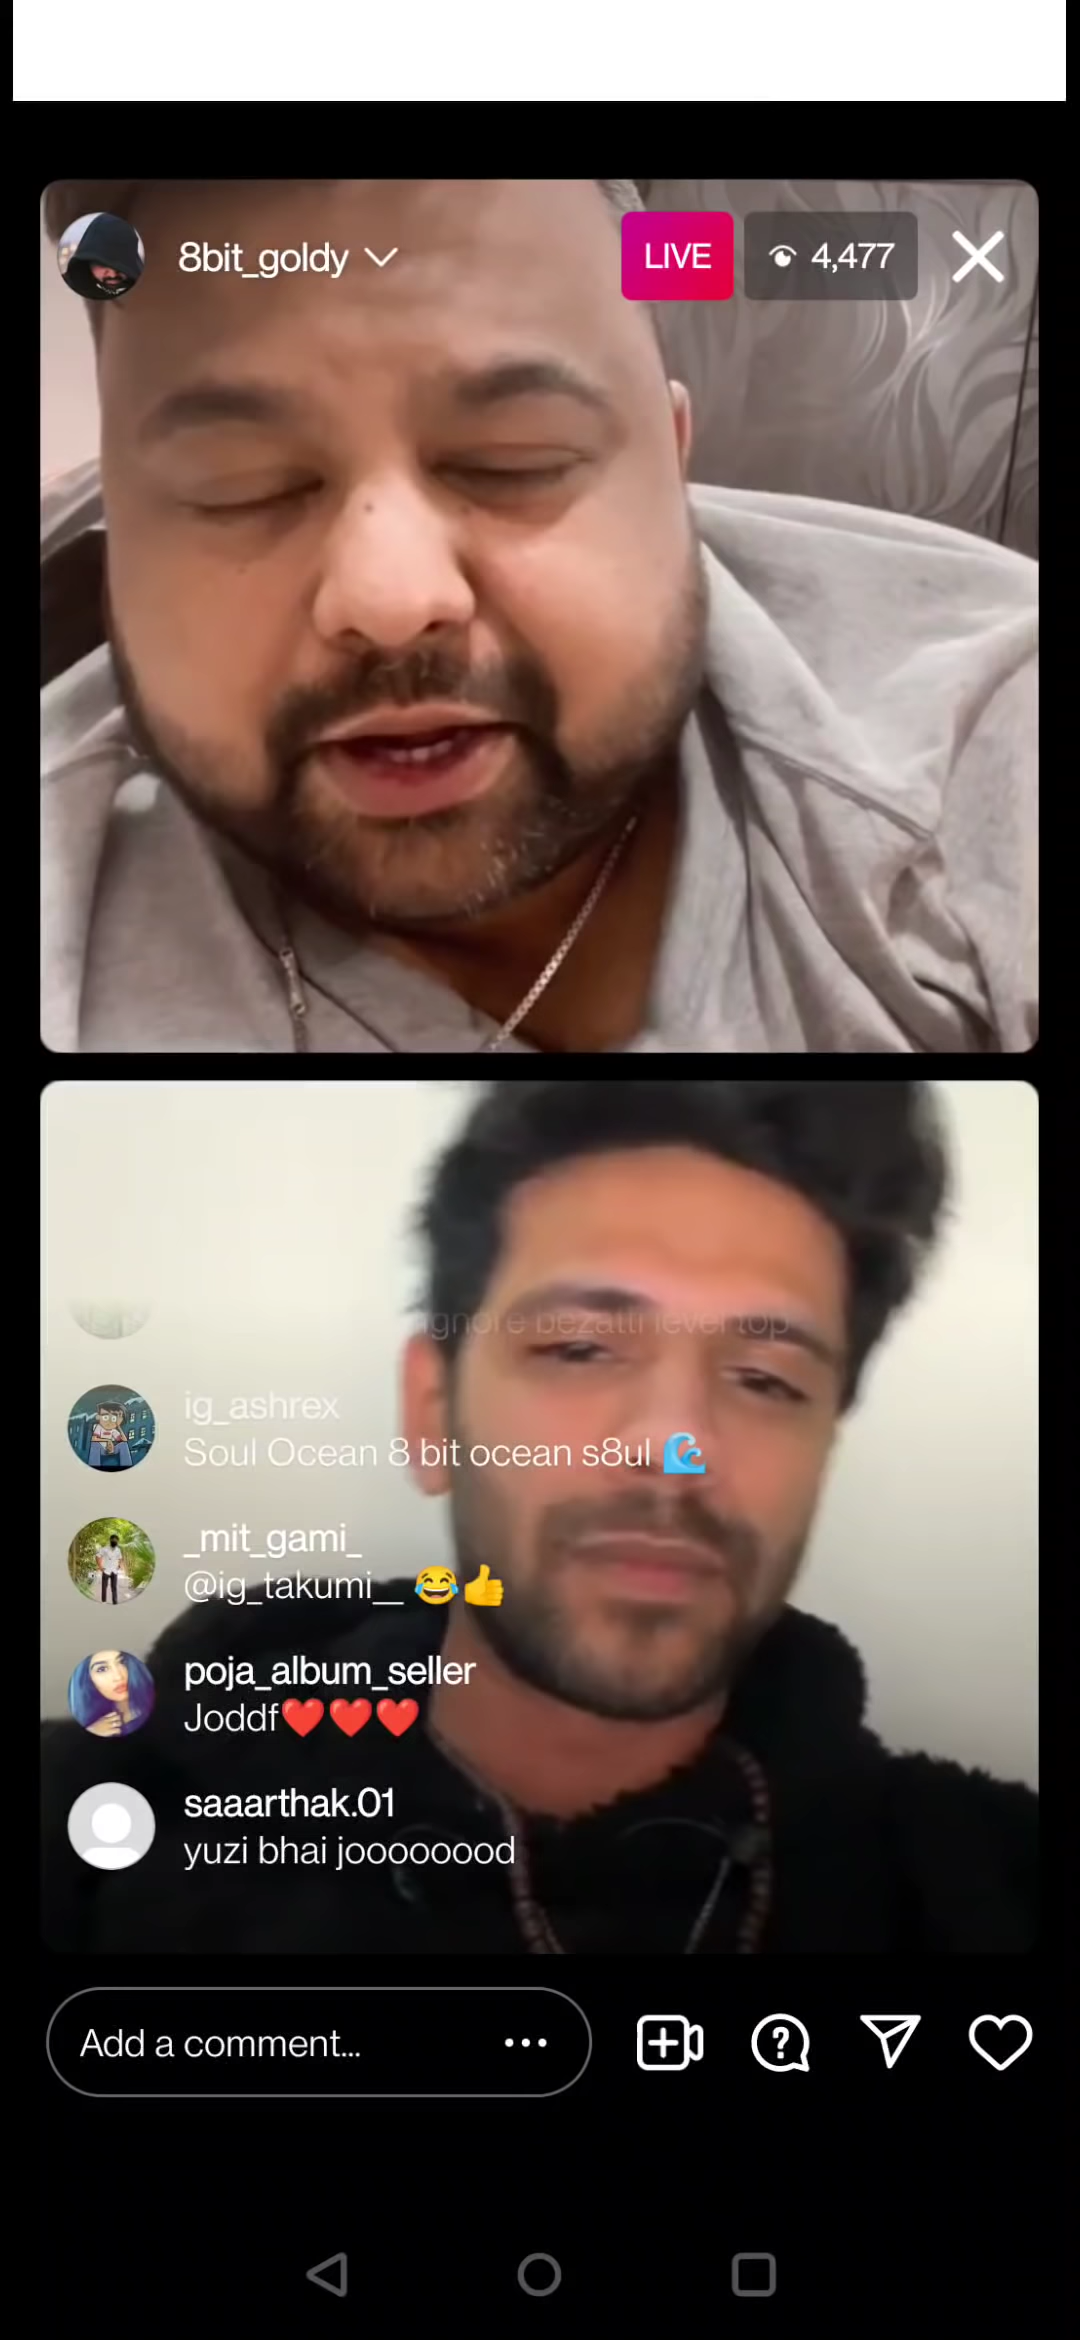 8bit_goldy
LIVE
4,477
ig_ashrex
Soul Ocean 8 bit ocean s8ul 🌊
_mit_gami_
@ig_takumi__ 😂👍
poja_album_seller
Joddf❤️❤️❤️
saaarthak.01
yuzi bhai joooooood
Add a comment...